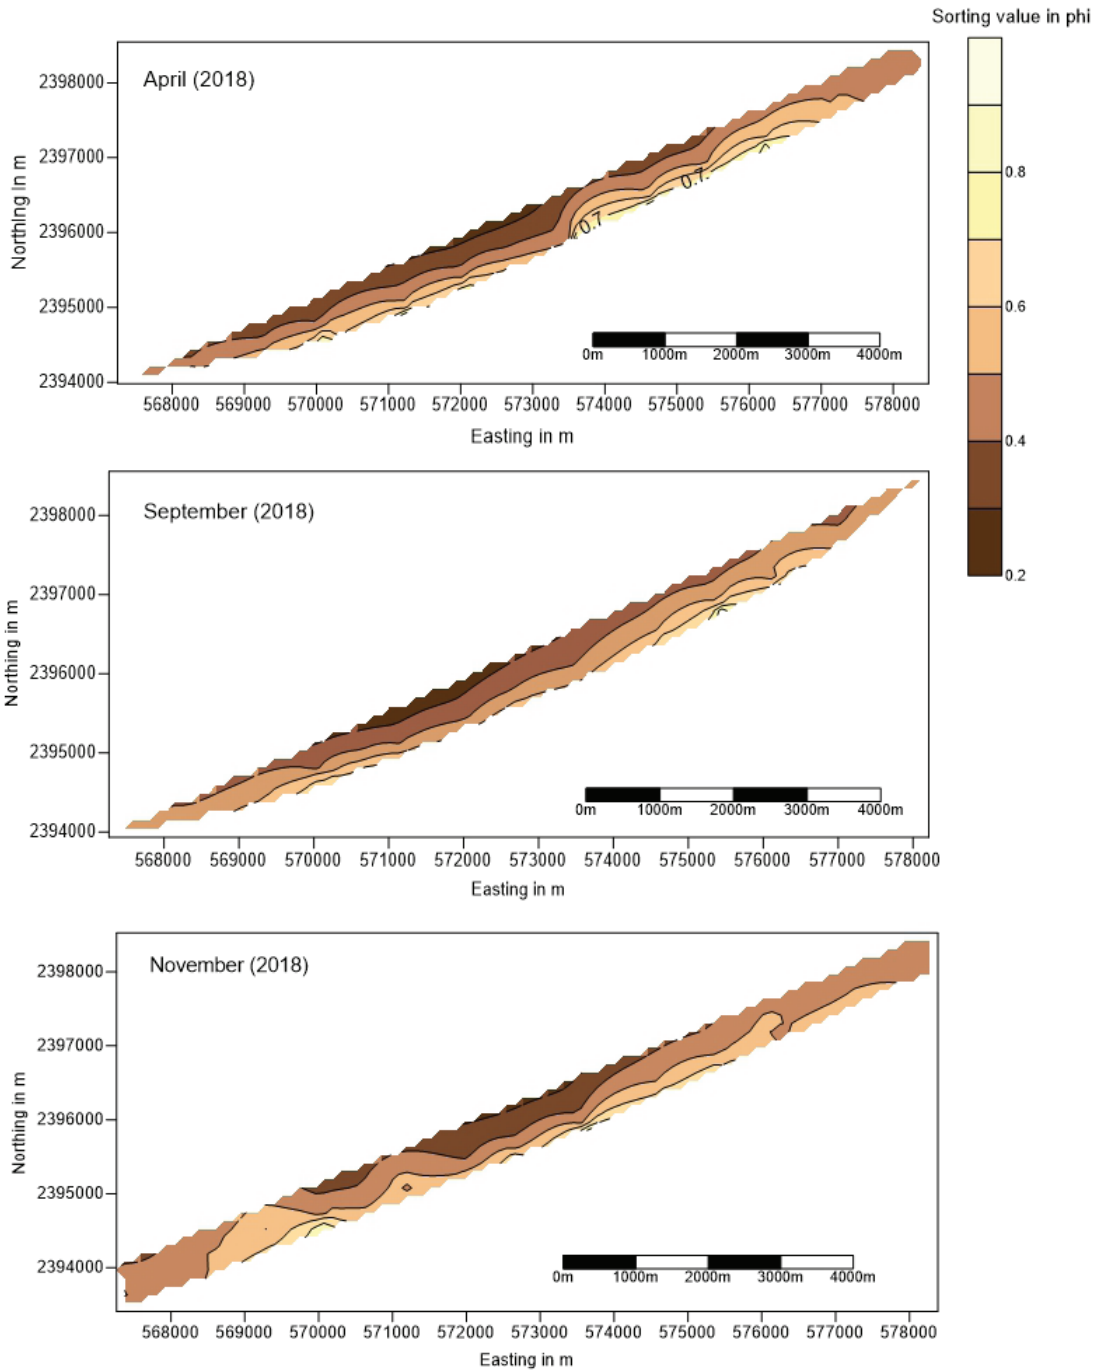 Sorting value in phi
0.8
0.6
0.4
0.2
April (2018)
Northing in m
2398000
2397000
2396000
2395000
2394000
0.7
0.7
0m 1000m 2000m 3000m 4000m
568000 569000 570000 571000 572000 573000 574000 575000 576000 577000 578000
Easting in m
September (2018)
Northing in m
2398000
2397000
2396000
2395000
2394000
0m 1000m 2000m 3000m 4000m
568000 569000 570000 571000 572000 573000 574000 575000 576000 577000 578000
Easting in m
November (2018)
Northing in m
2398000
2397000
2396000
2395000
2394000
0m 1000m 2000m 3000m 4000m
568000 569000 570000 571000 572000 573000 574000 575000 576000 577000 578000
Easting in m